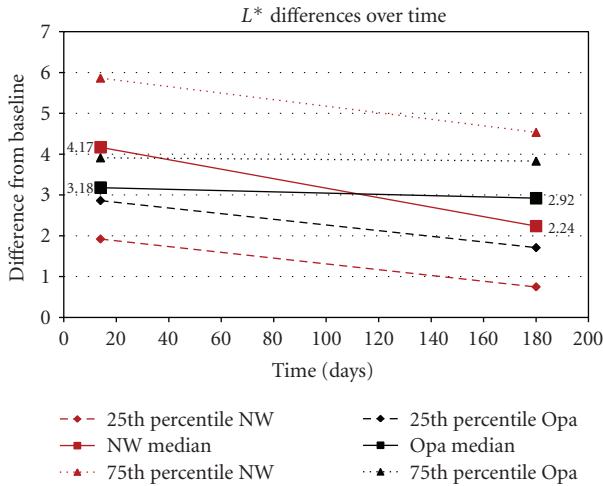 L* differences over time
7
6
5
4
3
2
1
0
Difference from baseline
4.17
3.18
2.92
2.24
0 20 40 60 80 100 120 140 160 180 200
Time (days)
25th percentile NW 25th percentile Opa
NW median Opa median
75th percentile NW 75th percentile Opa